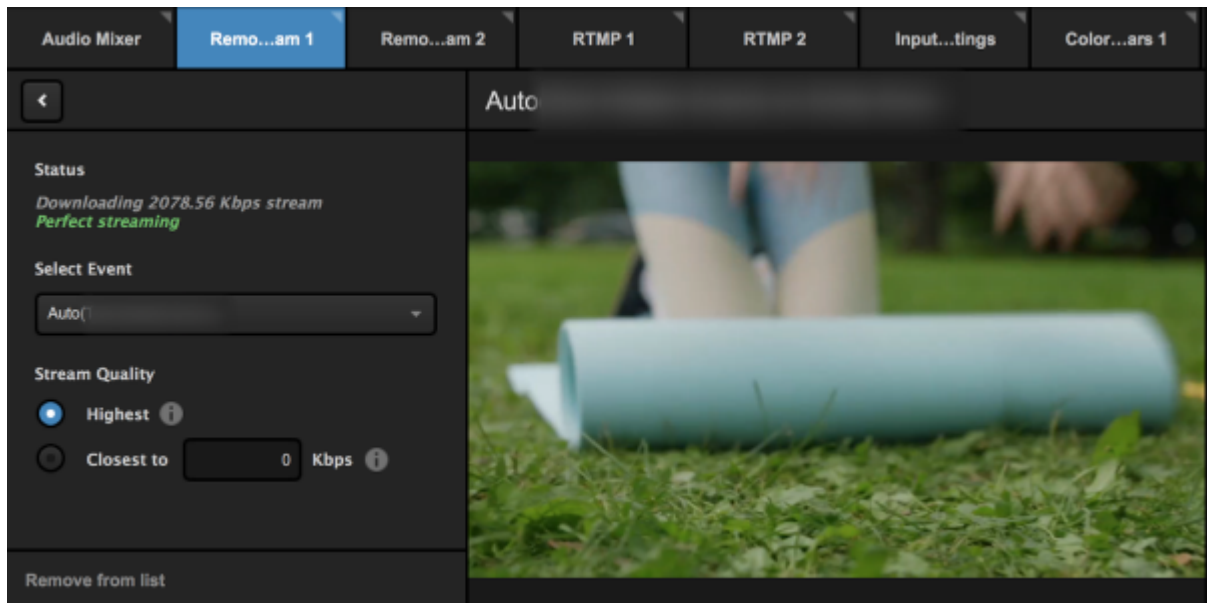 Audio Mixer
Remo...am 1
Remo...am 2
RTMP 1
RTMP 2
Input...tings
Color...ars 1
Auto
Status
Downloading 2078.56 Kbps stream
Perfect streaming
Select Event
Auto(
Stream Quality
Highest
Closest to 0 Kbps
Remove from list